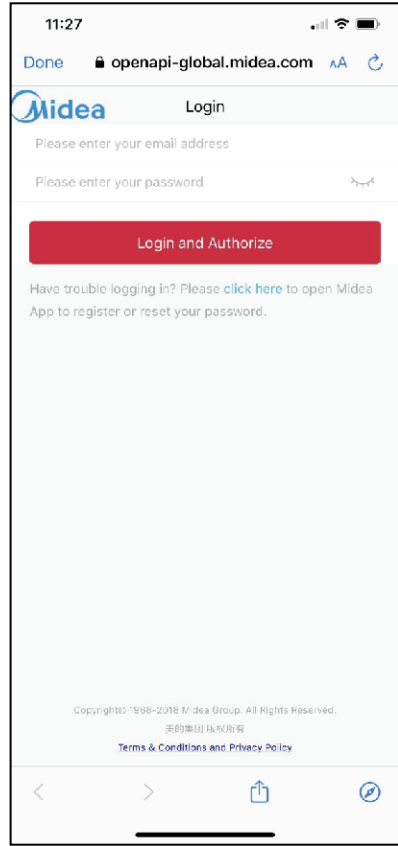 11:27
Done openapi-global.midea.com AA
Midea Login
Please enter your email address
Please enter your password
Login and Authorize
Have trouble logging in? Please click here to open Midea
App to register or reset your password.
Copyright© 1968-2018 Midea Group. All Rights Reserved.
美的集团 版权所有
Terms & Conditions and Privacy Policy